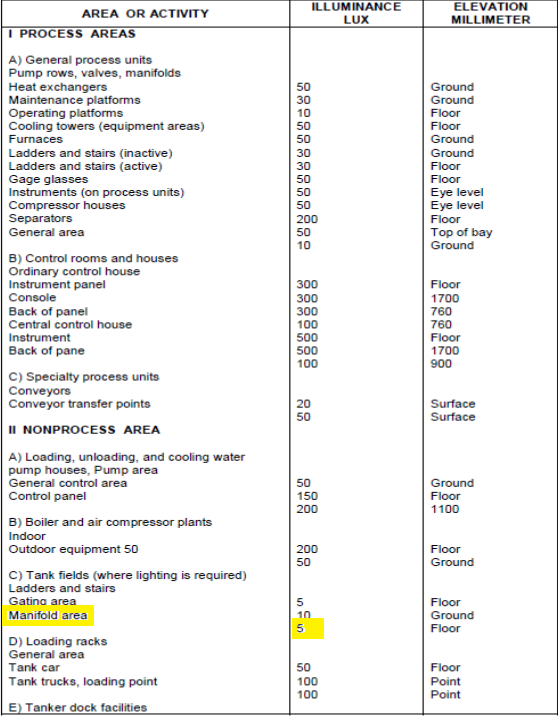 AREA OR ACTIVITY ILLUMINANCE LUX ELEVATION MILLIMETER
I PROCESS AREAS
A) General process units
Pump rows, valves, manifolds
Heat exchangers 50 Ground
Maintenance platforms 30 Ground
Operating platforms 10 Floor
Cooling towers (equipment areas) 50 Floor
Furnaces 50 Ground
Ladders and stairs (inactive) 30 Ground
Ladders and stairs (active) 30 Floor
Gage glasses 50 Floor
Instruments (on process units) 50 Eye level
Compressor houses 50 Eye level
Separators 200 Floor
General area 50 Top of bay
10 Ground
B) Control rooms and houses
Ordinary control house
Instrument panel 300 Floor
Console 300 1700
Back of panel 300 760
Central control house 100 760
Instrument 500 Floor
Back of pane 500 1700
100 900
C) Specialty process units
Conveyors
Conveyor transfer points 20 Surface
50 Surface
II NONPROCESS AREA
A) Loading, unloading, and cooling water
pump houses, Pump area
General control area 50 Ground
Control panel 150 Floor
200 1100
B) Boiler and air compressor plants
Indoor
Outdoor equipment 50 200 Floor
50 Ground
C) Tank fields (where lighting is required)
Ladders and stairs
Gating area 5 Floor
Manifold area 10 Ground
5 Floor
D) Loading racks
General area
Tank car 50 Floor
Tank trucks, loading point 100 Point
100 Point
E) Tanker dock facilities